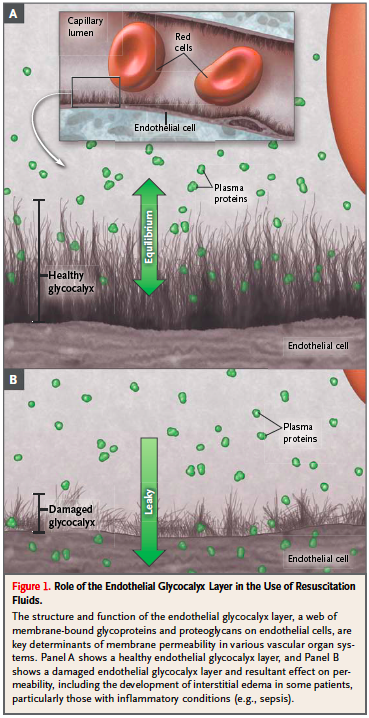 A
Capillary
lumen
Red
cells
Endothelial cell
Plasma
proteins
Equilibrium
Healthy
glycocalyx
Endothelial cell
B
Plasma
proteins
Leaky
Damaged
glycocalyx
Endothelial cell
Figure 1. Role of the Endothelial Glycocalyx Layer in the Use of Resuscitation
Fluids.
The structure and function of the endothelial glycocalyx layer, a web of
membrane-bound glycoproteins and proteoglycans on endothelial cells, are
key determinants of membrane permeability in various vascular organ sys-
tems. Panel A shows a healthy endothelial glycocalyx layer, and Panel B
shows a damaged endothelial glycocalyx layer and resultant effect on per-
meability, including the development of interstitial edema in some patients,
particularly those with inflammatory conditions (e.g., sepsis).